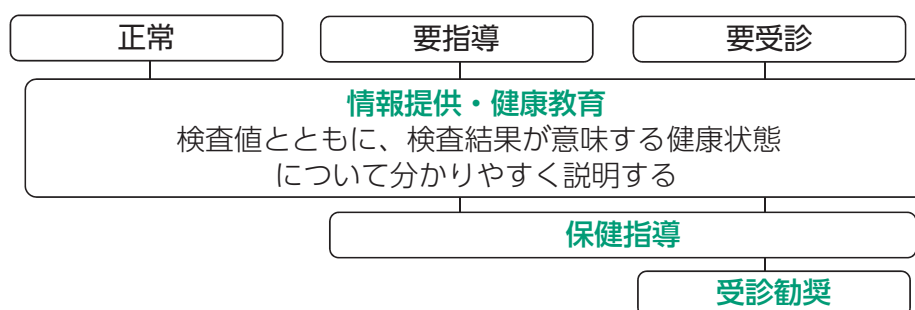 正常
要指導
要受診
情報提供・健康教育
検査値とともに、検査結果が意味する健康状態
について分かりやすく説明する
保健指導
受診勧奨